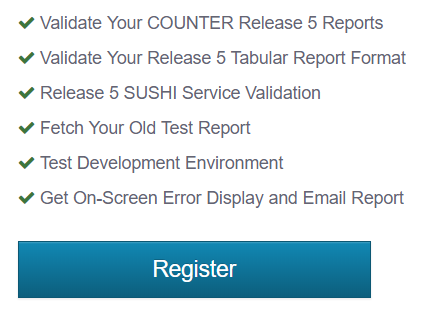 Validate Your COUNTER Release 5 Reports
Validate Your Release 5 Tabular Report Format
Release 5 SUSHI Service Validation
Fetch Your Old Test Report
Test Development Environment
Get On-Screen Error Display and Email Report
Register